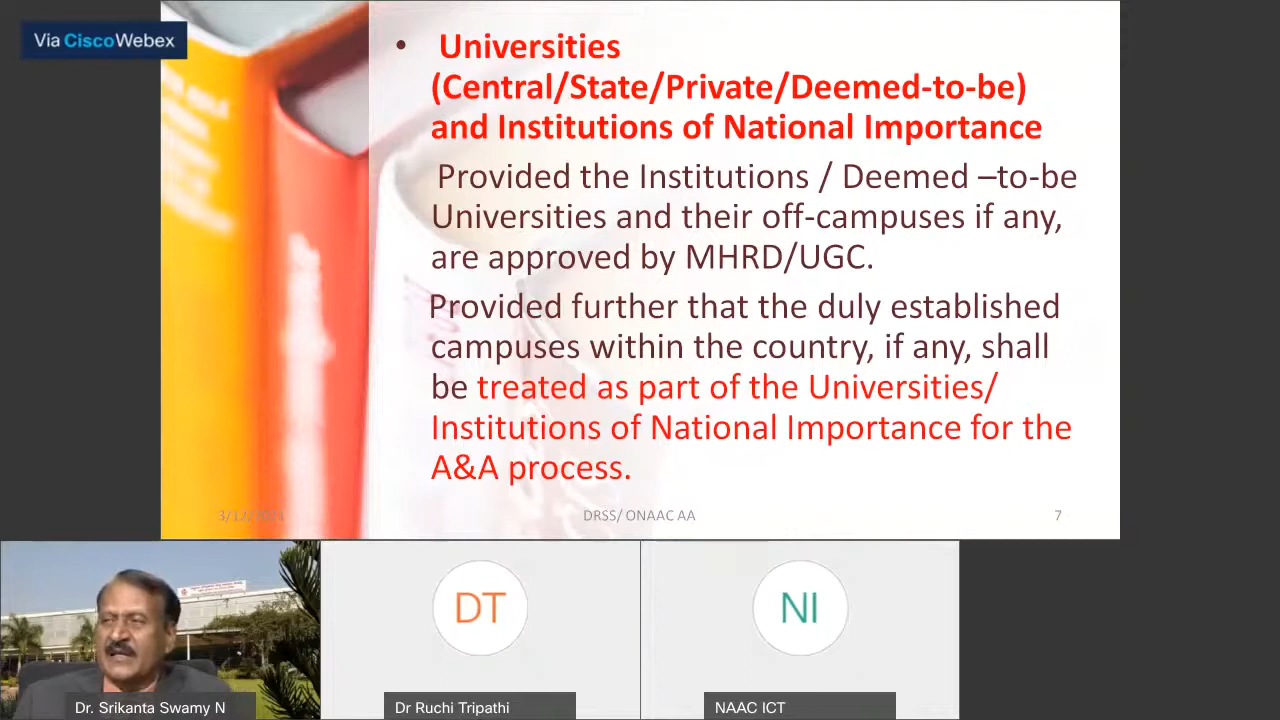 Via CiscoWebex
• Universities
(Central/State/Private/Deemed-to-be)
and Institutions of National Importance
Provided the Institutions / Deemed –to-be
Universities and their off-campuses if any,
are approved by MHRD/UGC.
Provided further that the duly established
campuses within the country, if any, shall
be treated as part of the Universities/
Institutions of National Importance for the
A&A process.
DRSS/ ONAAC AA
7
DT
NI
Dr. Srikanta Swamy N
Dr Ruchi Tripathi
NAAC ICT